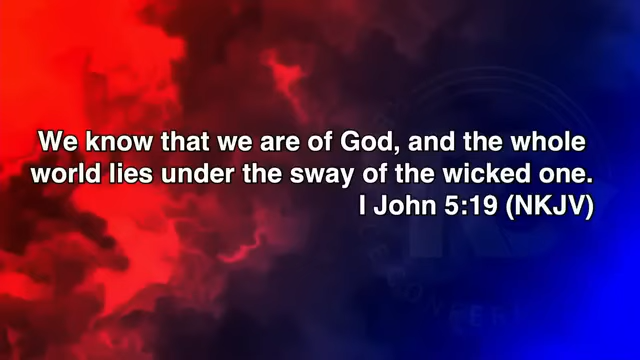 We know that we are of God, and the whole
world lies under the sway of the wicked one.
I John 5:19 (NKJV)